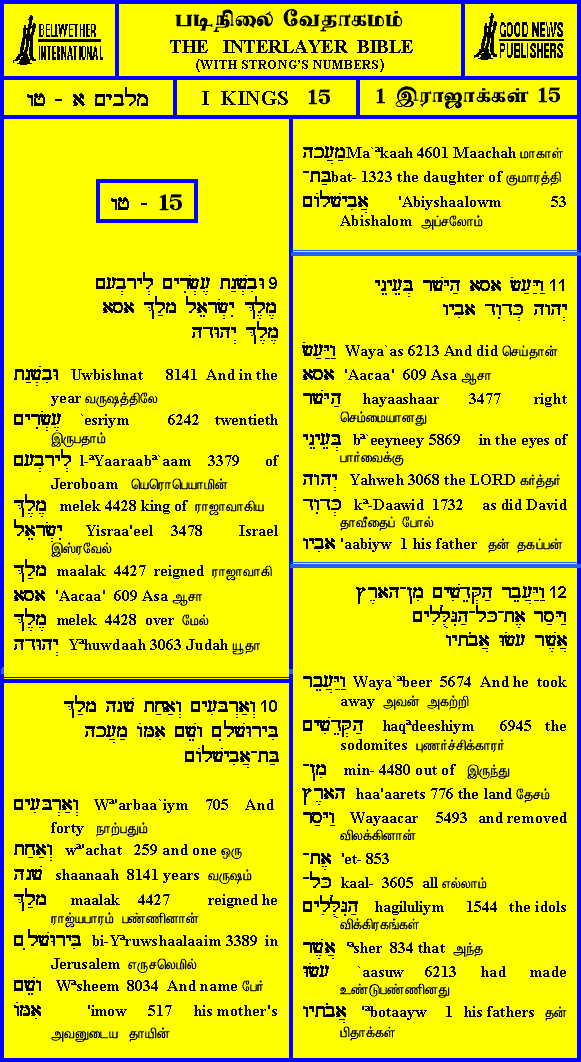 BELLWETHER
INTERNATIONAL
படிநிலை வேதாகமம்
THE INTERLAYER BIBLE
(WITH STRONG'S NUMBERS)
GOOD NEWS
PUBLISHERS
מלבים א - טו
I KINGS 15
1 இராஜாக்கள் 15
טו - 15
9 וּבִשְׁנַת עֶשְׂרִים לְיָרָבְעָם
מֶלֶךְ יִשְׂרָאֵל מָלַךְ אָסָא
מֶלֶךְ יְהוּדָה
וּבִשְׁנַת Uwbishnat 8141 And in the
year வருஷத்திலே
עֶשְׂרִים `esriym 6242 twentieth
இருபதாம்
לְיָרָבְעָם l-ªYaaraabª`aam 3379 of
Jeroboam யெரொபெயாமின்
מֶלֶךְ melek 4428 king of ராஜாவாகிய
יִשְׂרָאֵל Yisraa'eel 3478 Israel
இஸ்ரவேல்
מָלַךְ maalak 4427 reigned ராஜாவாகி
אָסָא 'Aacaa' 609 Asa ஆசா
מֶלֶךְ melek 4428 over மேல்
יְהוּדָה Yªhuwdaah 3063 Judah யூதா
10 וְאַרְבָּעִים וְאַחַת שָׁנָה מָלַךְ
בִּירוּשָׁלִָם וְשֵׁם אִמּוֹ מַעֲכָה
בַּת־אֲבִישָׁלוֹם
וְאַרְבָּעִים Wª'arbaa`iym 705 And
forty நாற்பதும்
וְאַחַת wª'achat 259 and one ஒரு
שָׁנָה shaanaah 8141 years வருஷம்
מָלַךְ maalak 4427 reigned he
ராஜ்யபாரம் பண்ணினான்
בִּירוּשָׁלִַם bi-Yªruwshaalaaim 3389 in
Jerusalem எருசலெமில்
וְשֵׁם Wªsheem 8034 And name பேர்
אִמּוֹ 'imow 517 his mother's
அவனுடைய தாயின்
מַעֲכָה Ma`ªkaah 4601 Maachah மாகாள்
בַּת־ bat- 1323 the daughter of குமாரத்தி
אֲבִישָׁלוֹם 'Abiyshaalowm 53
Abishalom அப்சலோம்
11 וַיַּעַשׂ אָסָא הַיָּשָׁר בְּעֵינֵי
יְהוָה כְּדָוִד אָבִיו
וַיַּעַשׂ Waya`as 6213 And did செய்தான்
אָסָא 'Aacaa' 609 Asa ஆசா
הַיָּשָׁר hayaashaar 3477 right
செம்மையானது
בְּעֵינֵי bª`eeyneey 5869 in the eyes of
பார்வைக்கு
יְהוָה Yahweh 3068 the LORD கர்த்தர்
כְּדָוִד kª-Daawid 1732 as did David
தாவீதைப் போல்
אָבִיו 'aabiyw 1 his father தன் தகப்பன்
12 וַיַּעֲבֵר הַקְּדֵשִׁים מִן־הָאָרֶץ
וַיָּסַר אֶת־כָּל־הַגִּלֻּלִים
אֲשֶׁר עָשׂוּ אֲבֹתָיו
וַיַּעֲבֵר Waya`ªbeer 5674 And he took
away அவன் அகற்றி
הַקְּדֵשִׁים haqªdeeshiym 6945 the
sodomites புணர்ச்சிக்காரர்
מִן־ min- 4480 out of இருந்து
הָאָרֶץ haa'aarets 776 the land தேசம்
וַיָּסַר Wayaacar 5493 and removed
விலக்கினான்
אֶת־ 'et- 853
כָּל־ kaal- 3605 all எல்லாம்
הַגִּלֻּלִים hagiluliym 1544 the idols
விக்கிரகங்கள்
אֲשֶׁר 'ªsher 834 that அந்த
עָשׂוּ `aasuw 6213 had made
உண்டுபண்ணினது
אֲבֹתָיו 'ªbotaayw 1 his fathers தன்
பிதாக்கள்